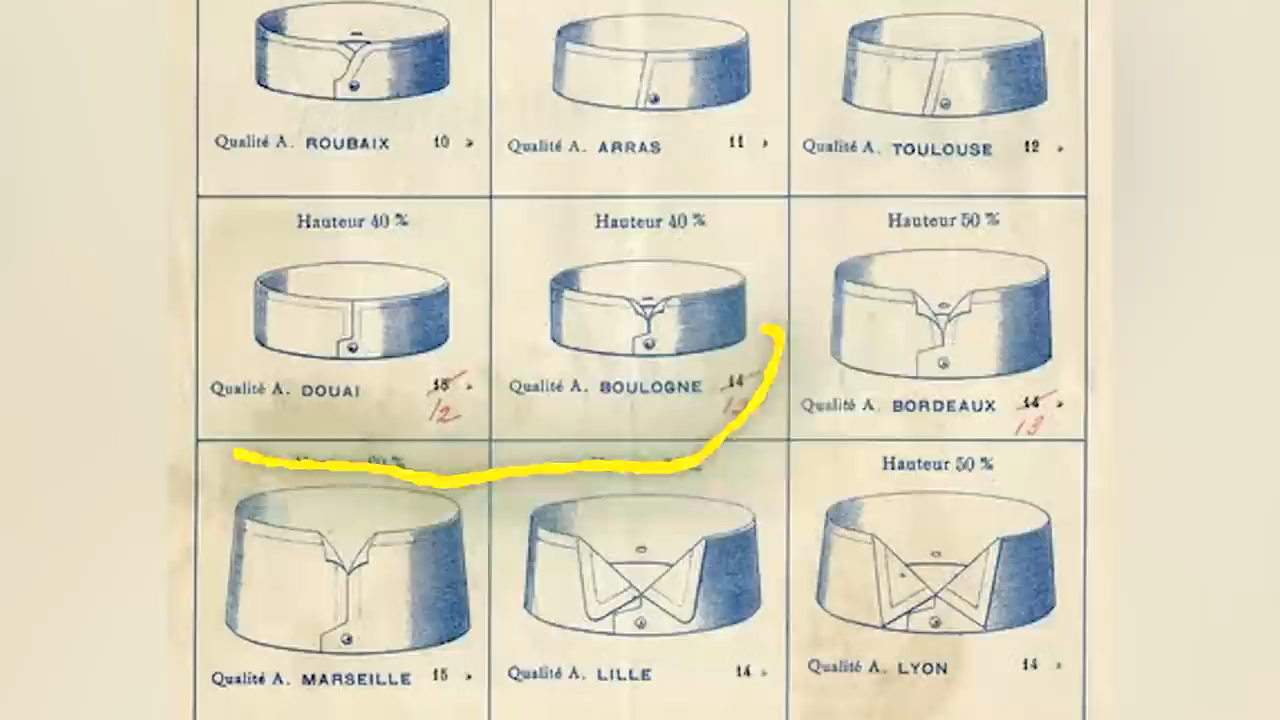 Qualité A. ROUBAIX 10 »
Qualité A. ARRAS 11 »
Qualité A. TOULOUSE 12 »
Hauteur 40 %
Hauteur 40 %
Hauteur 50 %
Qualité A. DOUAI
12
Qualité A. BOULOGNE 14
Qualité A. BORDEAUX 14 »
13
Hauteur 50 %
Qualité A. MARSEILLE 15 »
Qualité A. LILLE 14 »
Qualité A. LYON 14 »